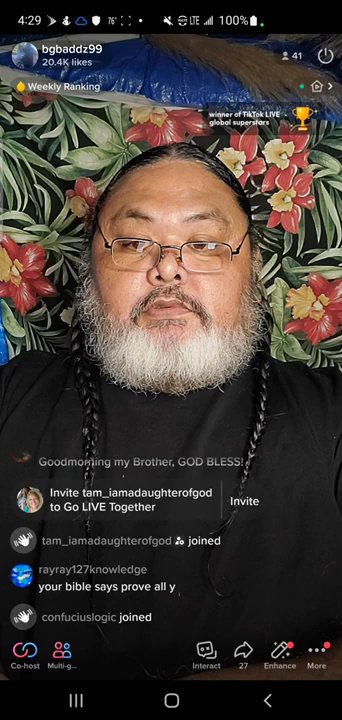 4:29
76°
LTE
100%
bgbaddz99
20.4K likes
41
Weekly Ranking
winner of TikTok LIVE
global superstars
Goodmorning my Brother, GOD BLESS!
Invite tam_iamadaughterofgod
to Go LIVE Together
Invite
tam_iamadaughterofgod joined
rayray127knowledge
your bible says prove all y
confuciuslogic joined
Co-host
Multi-g...
Interact
27
Enhance
More